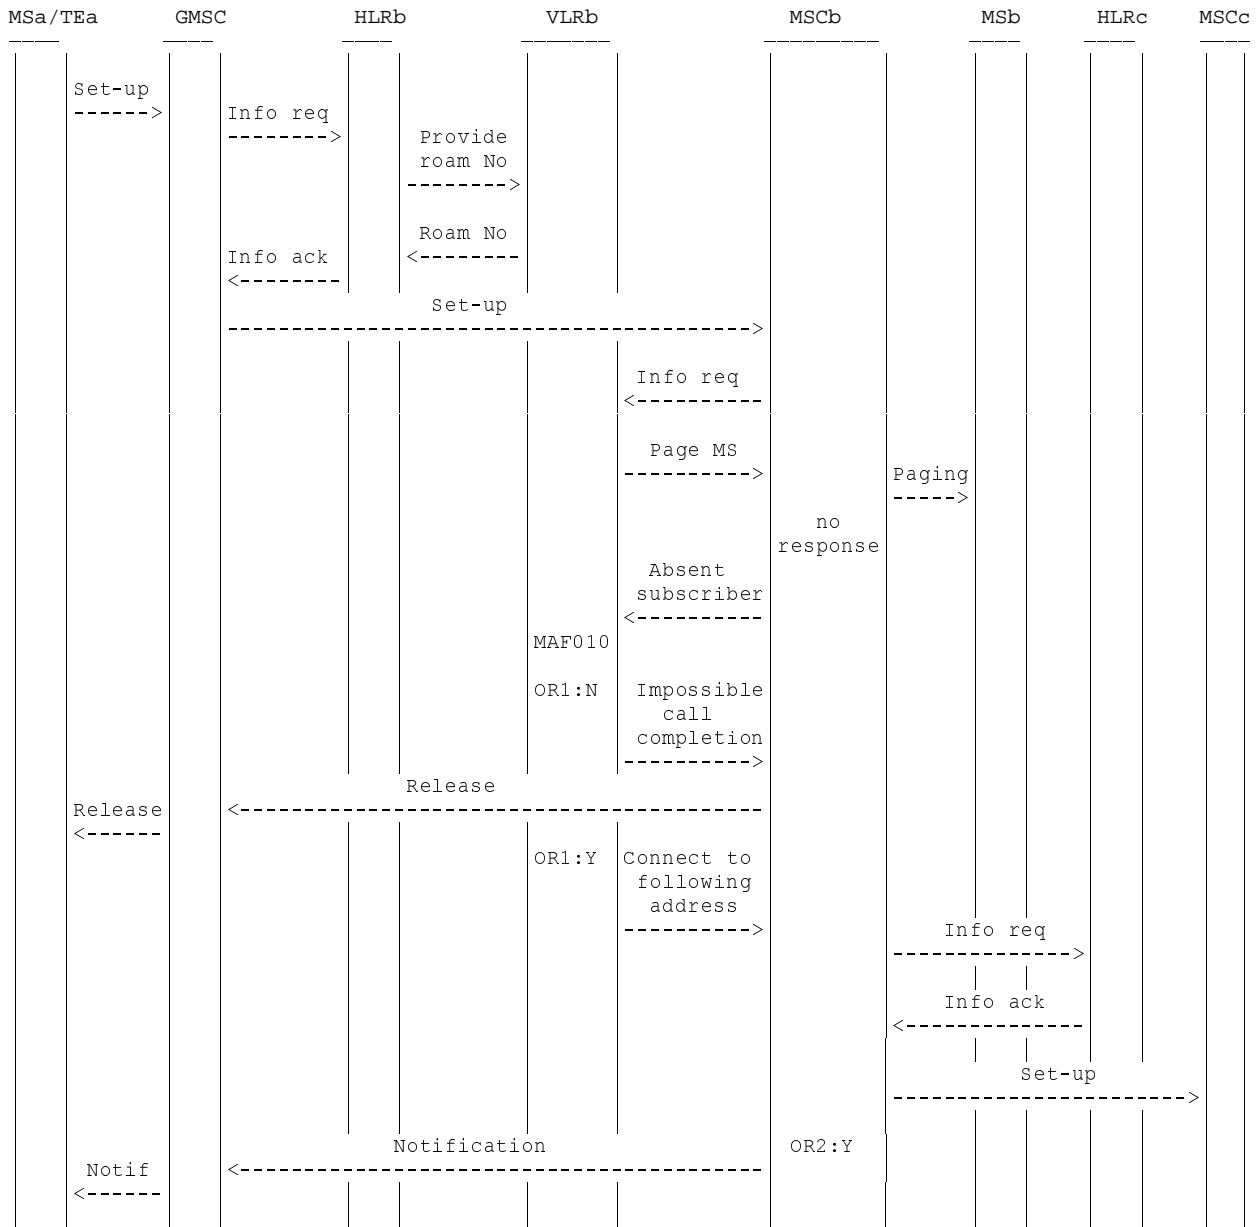 MSa/TEa GMSC HLRb VLRb MSCb MSb HLRc MSCc
Set-up
------>
Info req
-------->
Provide
roam No
-------->
Roam No
<--------
Info ack
<--------
Set-up
----------------------------------------->
Info req
<-----------
Page MS
---------->
Paging
----->
no
response
Absent
subscriber
<-----------
MAF010
OR1:N Impossible
call
completion
---------->
Release
<-----------------------------------------
Release
<------
OR1:Y Connect to
following
address
---------->
Info req
-------------->
Info ack
<--------------
Set-up
------------------------>
Notification OR2:Y
<-----------------------------------------
Notif
<------